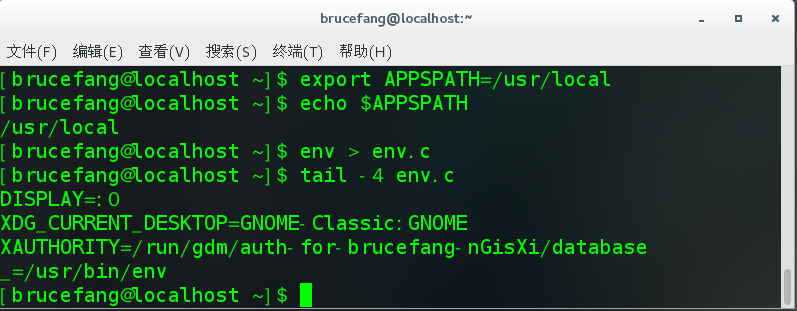 brucefang@localhost:~
文件(F) 编辑(E) 查看(V) 搜索(S) 终端(T) 帮助(H)
[brucefang@localhost ~]$ export APPSPATH=/usr/local
[brucefang@localhost ~]$ echo $APPSPATH
/usr/local
[brucefang@localhost ~]$ env > env.c
[brucefang@localhost ~]$ tail -4 env.c
DISPLAY=:0
XDG_CURRENT_DESKTOP=GNOME-Classic:GNOME
XAUTHORITY=/run/gdm/auth-for-brucefang-nGisXi/database
_=/usr/bin/env
[brucefang@localhost ~]$